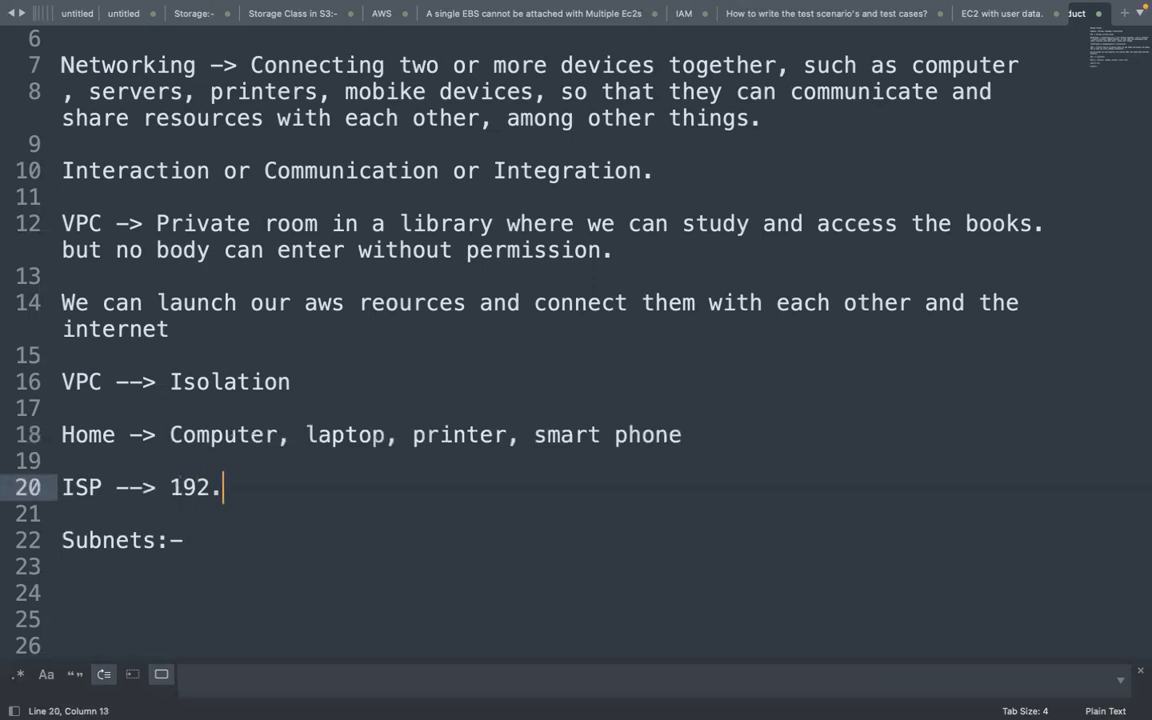 untitled untitled Storage:- Storage Class in S3:- AWS A single EBS cannot be attached with Multiple Ec2s IAM How to write the test scenario's and test cases? EC2 with user data. duct
6
7 Networking -> Connecting two or more devices together, such as computer
8 , servers, printers, mobike devices, so that they can communicate and
share resources with each other, among other things.
9
10 Interaction or Communication or Integration.
11
12 VPC -> Private room in a library where we can study and access the books.
but no body can enter without permission.
13
14 We can launch our aws reources and connect them with each other and the
internet
15
16 VPC --> Isolation
17
18 Home -> Computer, laptop, printer, smart phone
19
20 ISP --> 192.
21
22 Subnets:-
23
24
25
26
.* Aa “”
Line 20, Column 13 Tab Size: 4 Plain Text